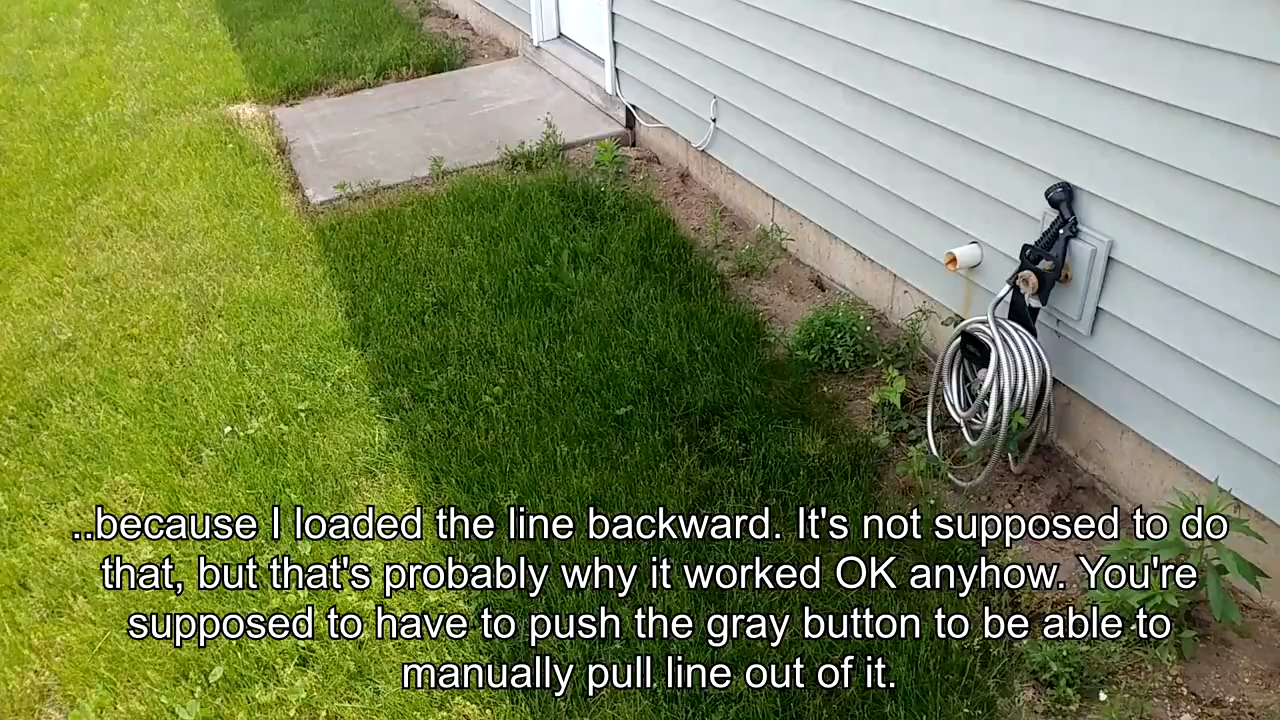 ..because I loaded the line backward. It's not supposed to do
that, but that's probably why it worked OK anyhow. You're
supposed to have to push the gray button to be able to
manually pull line out of it.